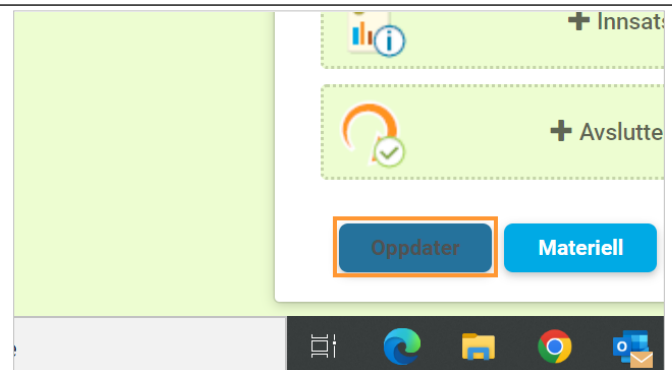 + Innsats
+ Avslutte
Oppdater
Materiell